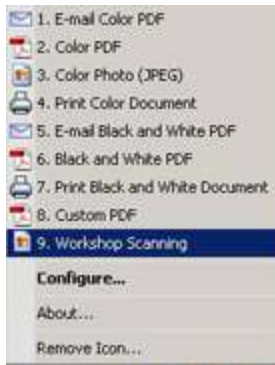 1. E-mail Color PDF
2. Color PDF
3. Color Photo (JPEG)
4. Print Color Document
5. E-mail Black and White PDF
6. Black and White PDF
7. Print Black and White Document
8. Custom PDF
9. Workshop Scanning
Configure...
About...
Remove Icon...